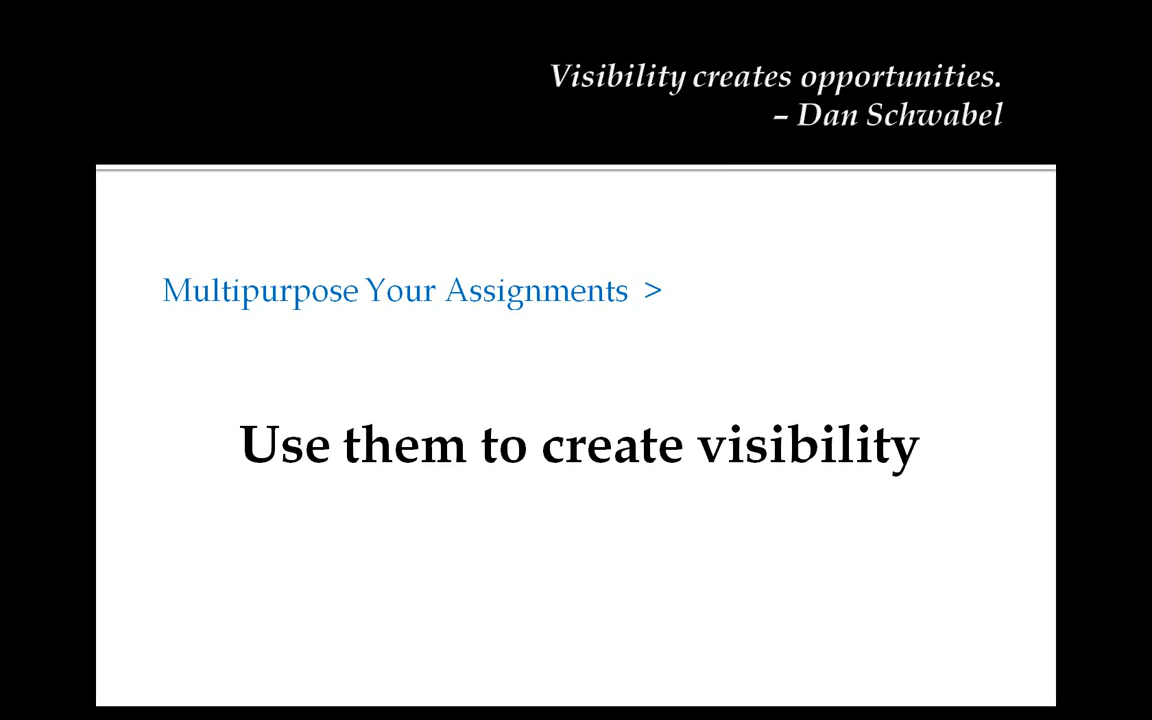 Visibility creates opportunities.
– Dan Schwabel
Multipurpose Your Assignments >
Use them to create visibility